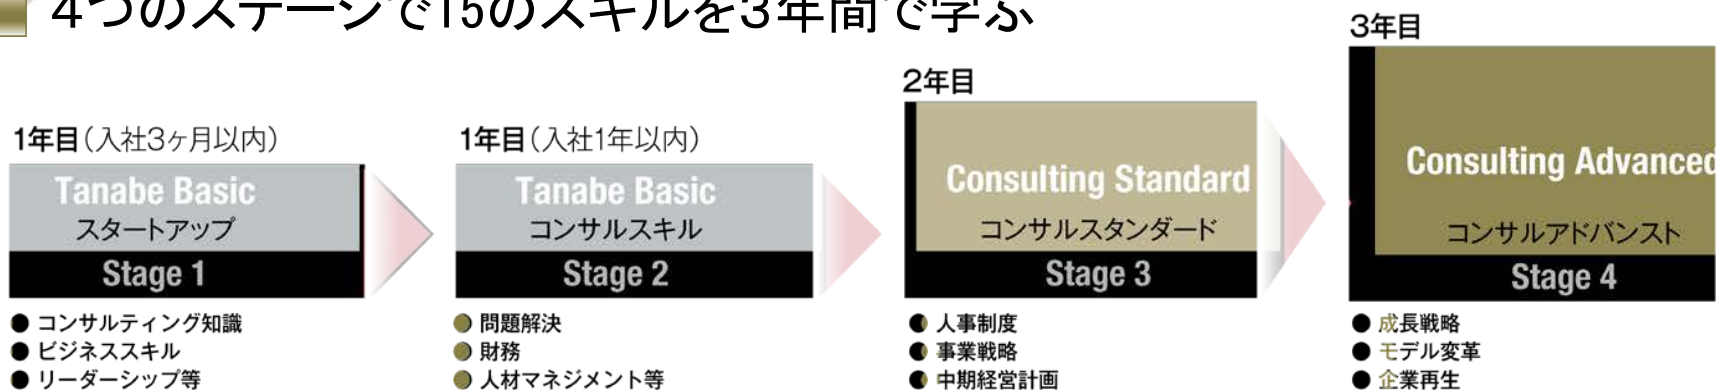 4つのステージで15のスキルを3年間で学ぶ
1年目(入社3ヶ月以内)
Tanabe Basic
スタートアップ
Stage 1
● コンサルティング知識
● ビジネススキル
● リーダーシップ等
1年目(入社1年以内)
Tanabe Basic
コンサルスキル
Stage 2
● 問題解決
● 財務
● 人材マネジメント等
2年目
Consulting Standard
コンサルスタンダード
Stage 3
● 人事制度
● 事業戦略
● 中期経営計画
3年目
Consulting Advanced
コンサルアドバンスト
Stage 4
● 成長戦略
● モデル変革
● 企業再生